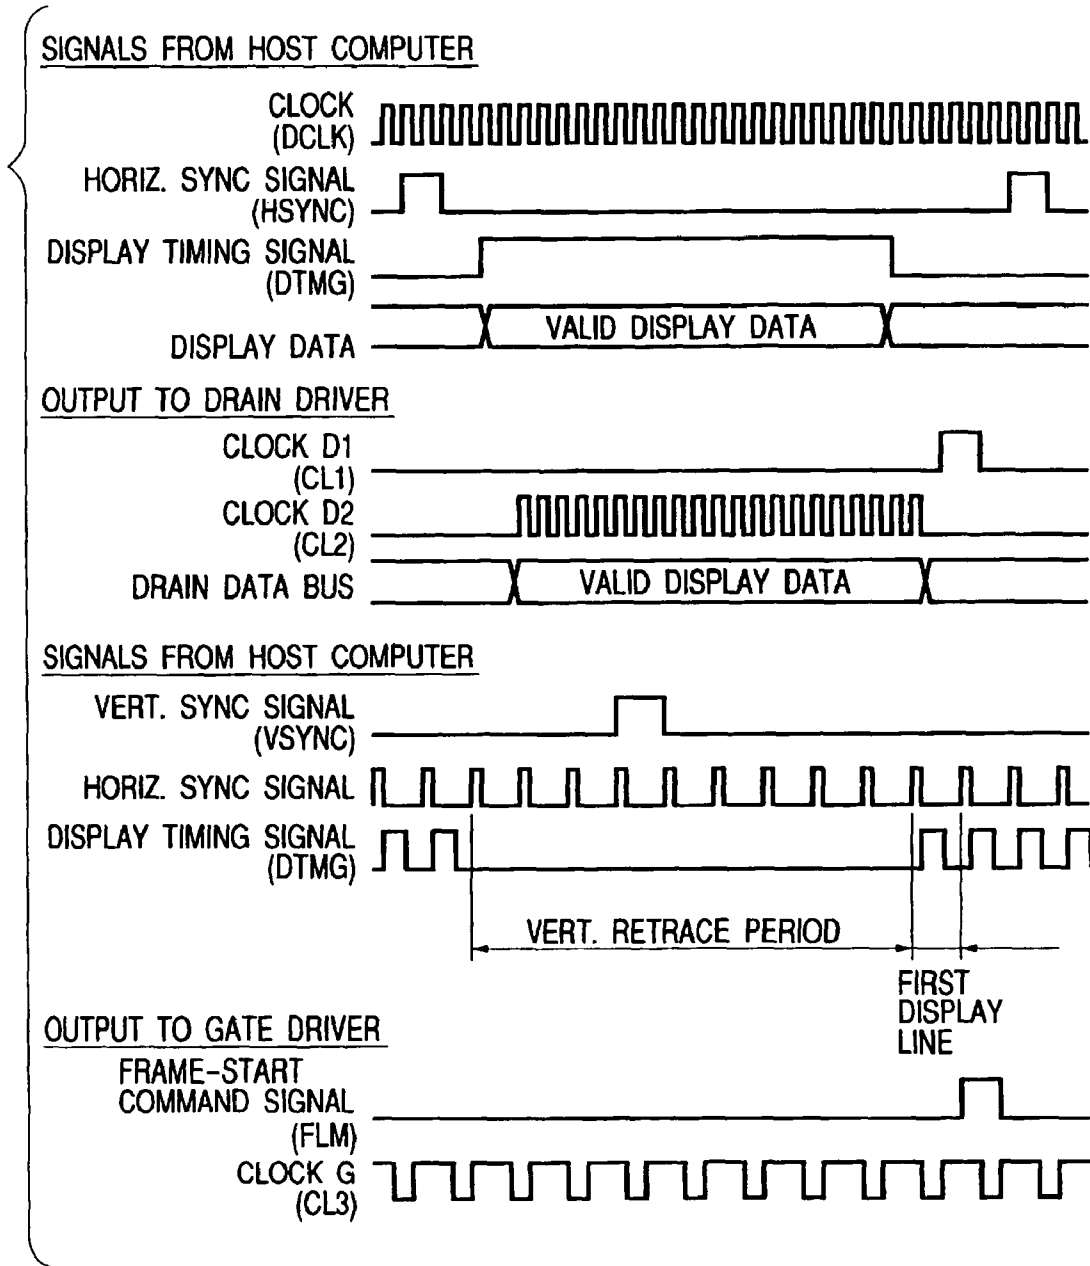 SIGNALS FROM HOST COMPUTER
CLOCK
(DCLK)
HORIZ. SYNC SIGNAL
(HSYNC)
DISPLAY TIMING SIGNAL
(DTMG)
DISPLAY DATA
VALID DISPLAY DATA
OUTPUT TO DRAIN DRIVER
CLOCK D1
(CL1)
CLOCK D2
(CL2)
DRAIN DATA BUS
VALID DISPLAY DATA
SIGNALS FROM HOST COMPUTER
VERT. SYNC SIGNAL
(VSYNC)
HORIZ. SYNC SIGNAL
DISPLAY TIMING SIGNAL
(DTMG)
VERT. RETRACE PERIOD
FIRST
DISPLAY
LINE
OUTPUT TO GATE DRIVER
FRAME-START
COMMAND SIGNAL
(FLM)
CLOCK G
(CL3)